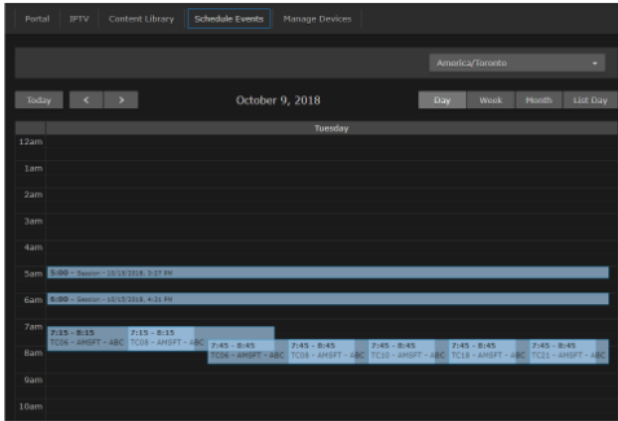 Portal IPTV Content Library Schedule Events Manage Devices
America/Toronto
Today < > October 9, 2018 Day Week Month List Day
Tuesday
12am
1am
2am
3am
4am
5am 5:00 - Session - 10/15/2018, 3:27 PM
6am 6:00 - Session - 10/15/2018, 4:31 PM
7am
7:15 - 8:15 7:15 - 8:15
TC06 - AMSFT - ABC TC08 - AMSFT - ABC
7:45 - 8:45 7:45 - 8:45 7:45 - 8:45 7:45 - 8:45 7:45 - 8:45
8am TC06 - AMSFT - ABC TC08 - AMSFT - ABC TC10 - AMSFT - ABC TC18 - AMSFT - ABC TC21 - AMSFT - ABC
9am
10am